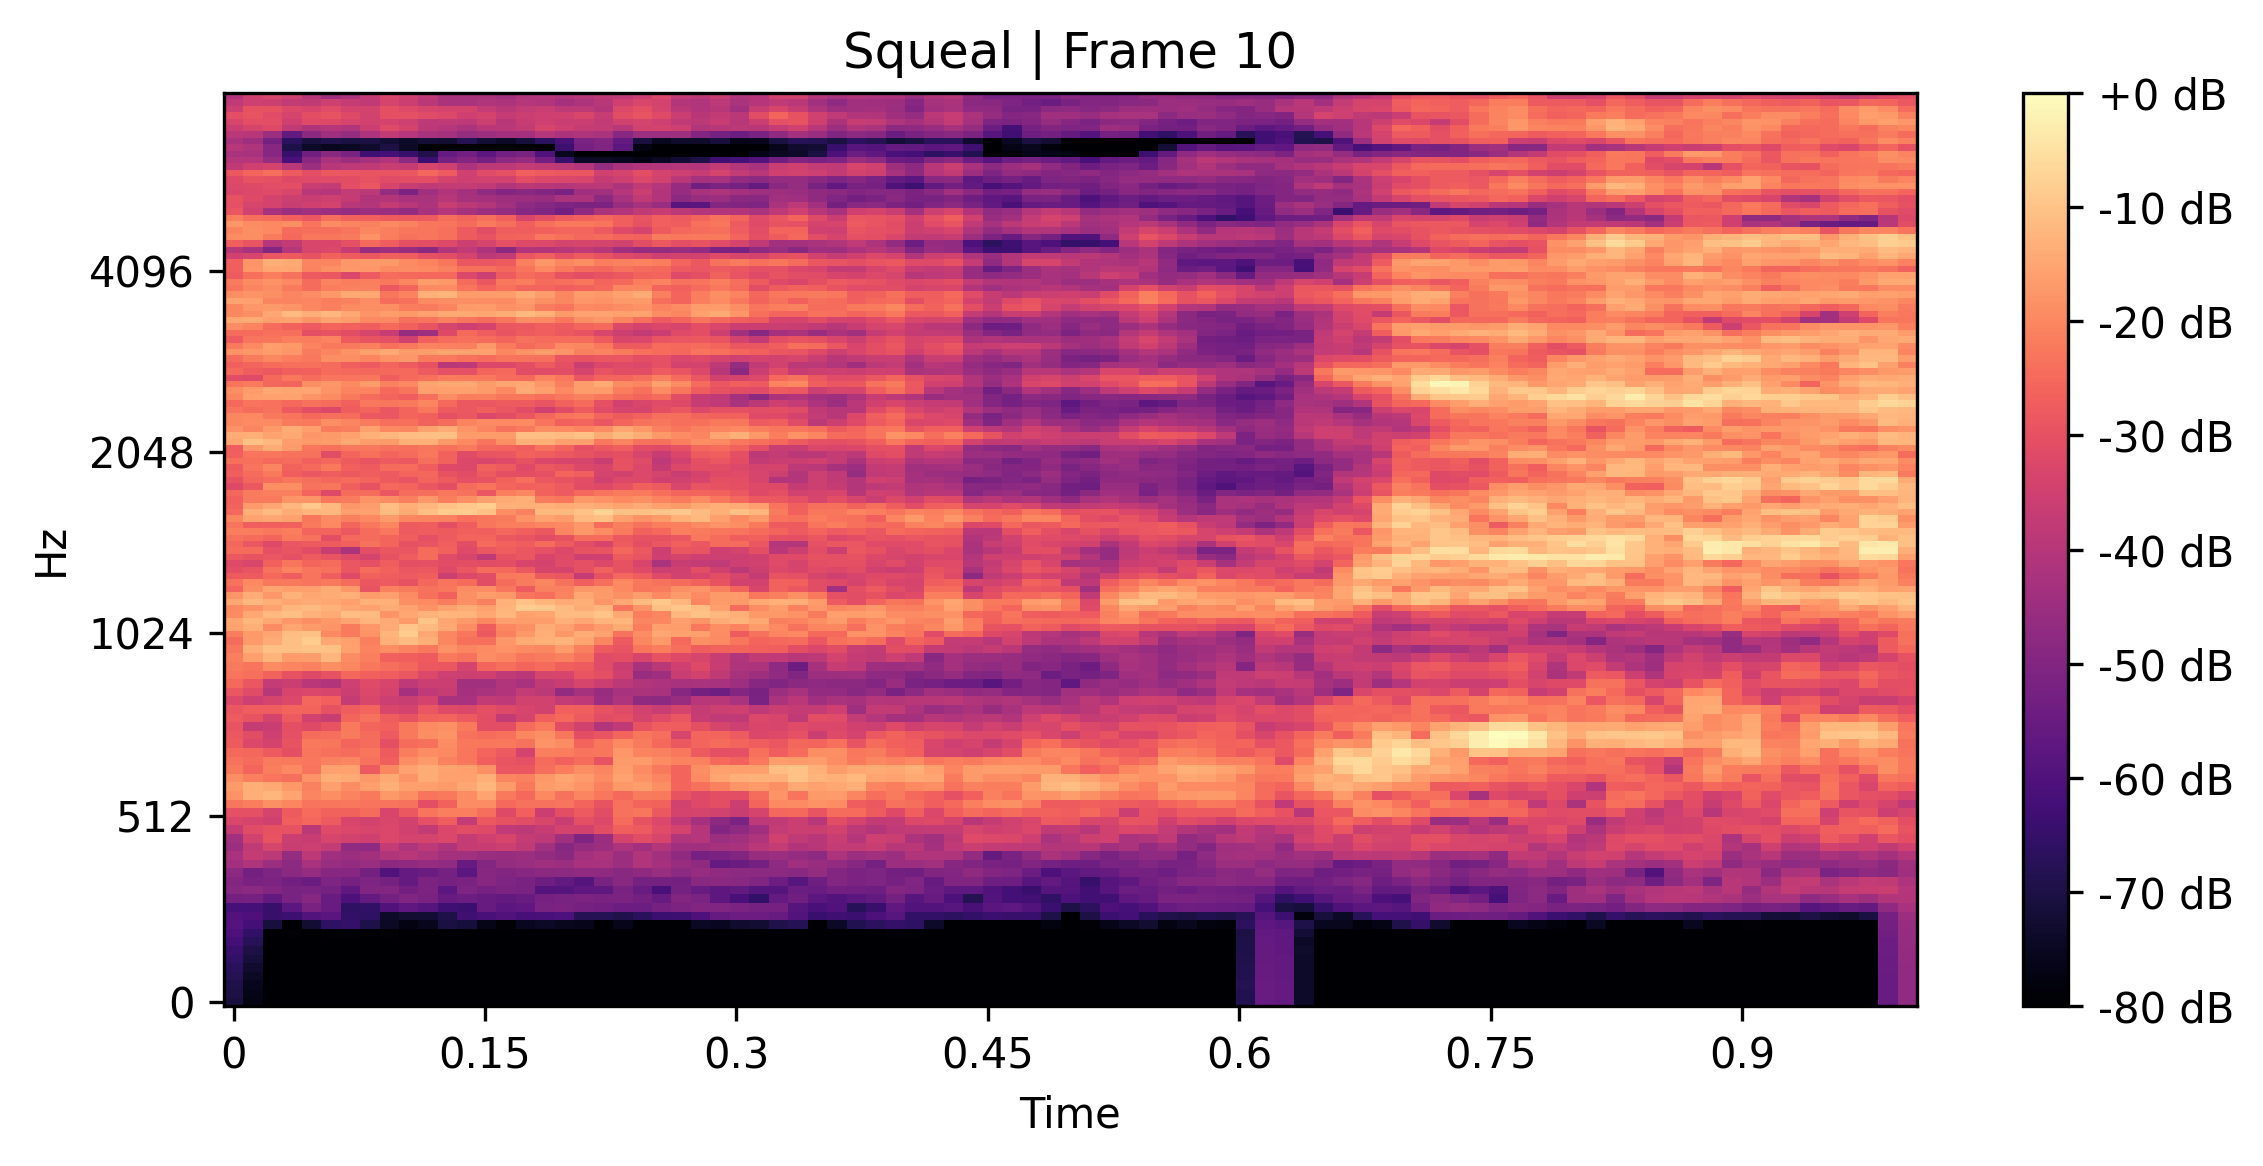 Squeal | Frame 10
Hz
4096
2048
1024
512
0
0 0.15 0.3 0.45 0.6 0.75 0.9
Time
+0 dB
-10 dB
-20 dB
-30 dB
-40 dB
-50 dB
-60 dB
-70 dB
-80 dB